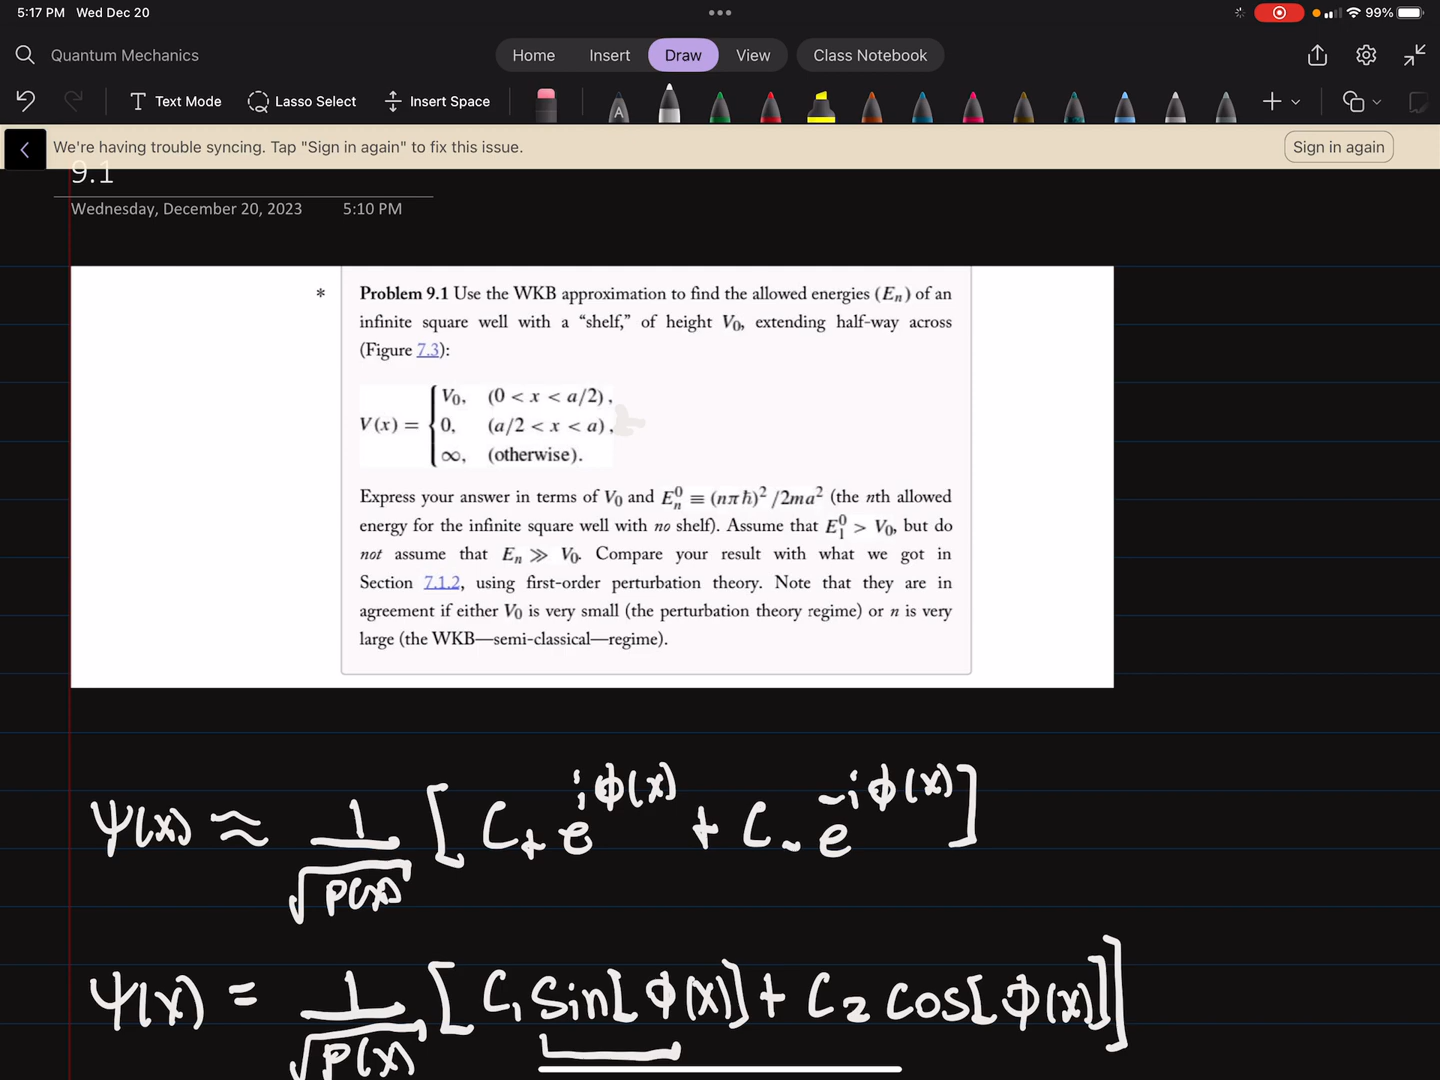 5:17 PM Wed Dec 20
99%
Quantum Mechanics
Home Insert Draw View Class Notebook
Text Mode Lasso Select Insert Space
A
We're having trouble syncing. Tap "Sign in again" to fix this issue. Sign in again
9.1
Wednesday, December 20, 2023 5:10 PM
* Problem 9.1 Use the WKB approximation to find the allowed energies (Eₙ) of an
infinite square well with a “shelf,” of height V₀, extending half-way across
(Figure 7.3):
V(x) = { V₀, (0 < x < a/2),
0, (a/2 < x < a),
∞, (otherwise).
Express your answer in terms of V₀ and Eₙ⁰ ≡ (nπħ)² /2ma² (the nth allowed
energy for the infinite square well with no shelf). Assume that E₁⁰ > V₀, but do
not assume that Eₙ ≫ V₀. Compare your result with what we got in
Section 7.1.2, using first-order perturbation theory. Note that they are in
agreement if either V₀ is very small (the perturbation theory regime) or n is very
large (the WKB—semi-classical—regime).
ψ(x) ≈ 1/√p(x) [C₊ e^{iϕ(x)} + C₋ e^{-iϕ(x)}]
ψ(x) = 1/√p(x) [C₁ sin[ϕ(x)] + C₂ cos[ϕ(x)]]